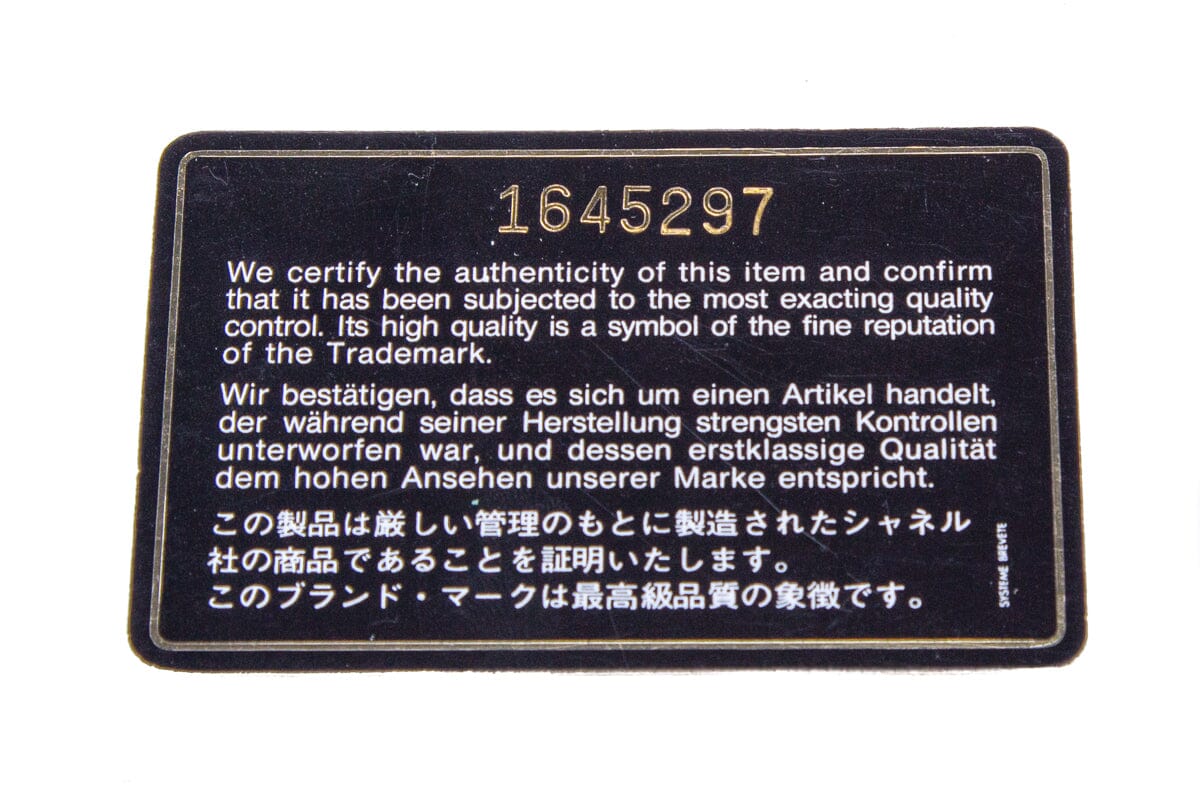 1645297
We certify the authenticity of this item and confirm
that it has been subjected to the most exacting quality
control. Its high quality is a symbol of the fine reputation
of the Trademark.
Wir bestätigen, dass es sich um einen Artikel handelt,
der während seiner Herstellung strengsten Kontrollen
unterworfen war, und dessen erstklassige Qualität
dem hohen Ansehen unserer Marke entspricht.
この製品は厳しい管理のもとに製造されたシャネル
社の商品であることを証明いたします。
このブランド・マークは最高級品質の象徴です。
SYSTEME BREVETE